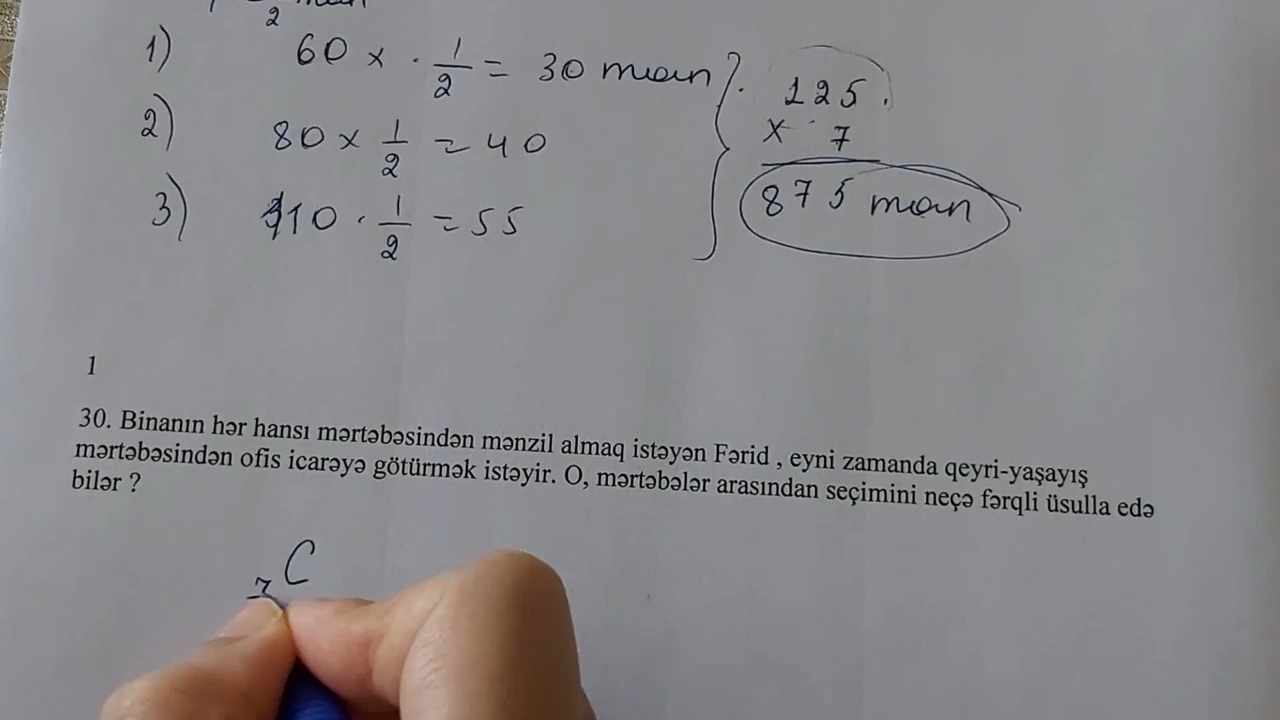 2
1) 60 × · 1/2 = 30 man
125.
2) 80 × 1/2 = 40
× 7
3) 110 · 1/2 = 55
875 man
1
30. Binanın hər hansı mərtəbəsindən mənzil almaq istəyən Fərid , eyni zamanda qeyri-yaşayış
mərtəbəsindən ofis icarəyə götürmək istəyir. O, mərtəbələr arasından seçimini neçə fərqli üsulla edə
bilər ?
7C